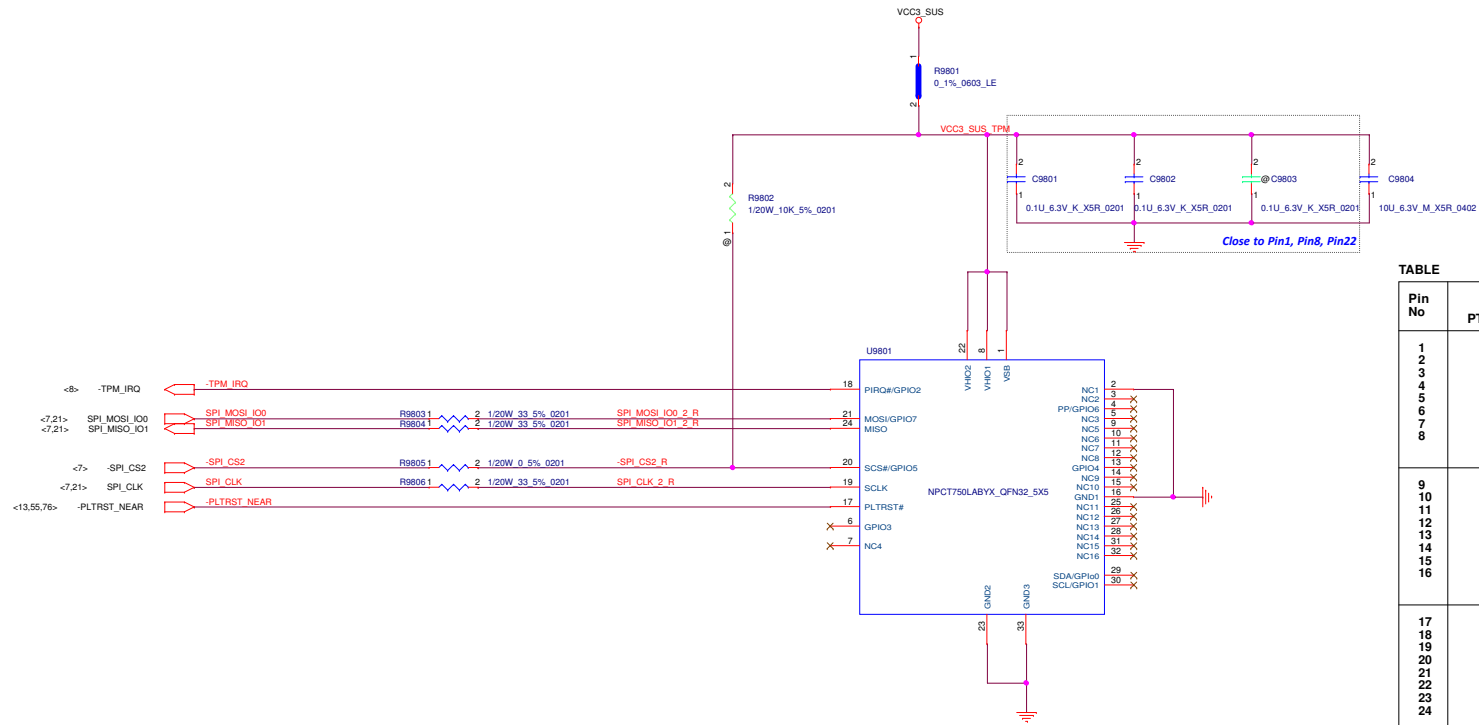 VCC3_SUS
1
R9801
0_1%_0603_LE
2
VCC3_SUS_TPM
2
C9801
1
0.1U_6.3V_K_X5R_0201
2
C9802
1
0.1U_6.3V_K_X5R_0201
2
@ C9803
1
0.1U_6.3V_K_X5R_0201
2
C9804
1
10U_6.3V_M_X5R_0402
Close to Pin1, Pin8, Pin22
2
R9802
1/20W_10K_5%_0201
@ 1
TABLE
Pin
No
PT
1
2
3
4
5
6
7
8
9
10
11
12
13
14
15
16
17
18
19
20
21
22
23
24
U9801
22 8 1
VHIO2 VHIO1 VSB
<8> -TPM_IRQ -TPM_IRQ 18 PIRQ#/GPIO2
<7,21> SPI_MOSI_IO0 SPI_MOSI_IO0 R9803 1 2 1/20W_33_5%_0201 SPI_MOSI_IO0_2_R 21 MOSI/GPIO7
<7,21> SPI_MISO_IO1 SPI_MISO_IO1 R9804 1 2 1/20W_33_5%_0201 SPI_MISO_IO1_2_R 24 MISO
<7> -SPI_CS2 -SPI_CS2 R9805 1 2 1/20W_0_5%_0201 -SPI_CS2_R 20 SCS#/GPIO5
<7,21> SPI_CLK SPI_CLK R9806 1 2 1/20W_33_5%_0201 SPI_CLK_2_R 19 SCLK
<13,55,76> -PLTRST_NEAR -PLTRST_NEAR 17 PLTRST#
6 GPIO3
7 NC4
NPCT750LABYX_QFN32_5X5
NC1 2
NC2 3
PP/GPIO6 4
NC3 5
NC5 9
NC6 10
NC7 11
NC8 12
GPIO4 13
NC9 14
NC10 15
GND1 16
NC11 25
NC12 26
NC13 27
NC14 28
NC15 31
NC16 32
SDA/GPIo0 29
SCL/GPIO1 30
GND2 GND3
23 33